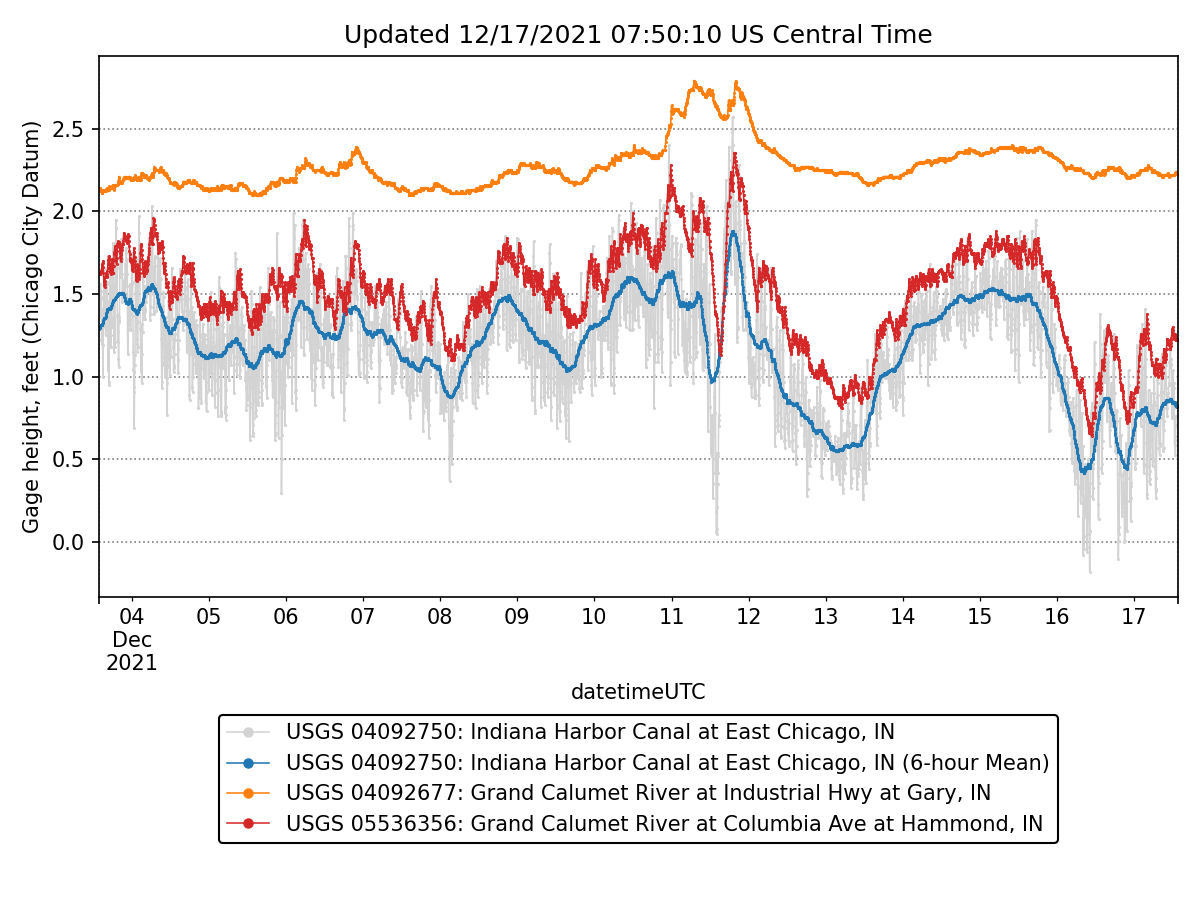 Updated 12/17/2021 07:50:10 US Central Time
Gage height, feet (Chicago City Datum)
2.5
2.0
1.5
1.0
0.5
0.0
04 05 06 07 08 09 10 11 12 13 14 15 16 17
Dec
2021
datetimeUTC
USGS 04092750: Indiana Harbor Canal at East Chicago, IN
USGS 04092750: Indiana Harbor Canal at East Chicago, IN (6-hour Mean)
USGS 04092677: Grand Calumet River at Industrial Hwy at Gary, IN
USGS 05536356: Grand Calumet River at Columbia Ave at Hammond, IN